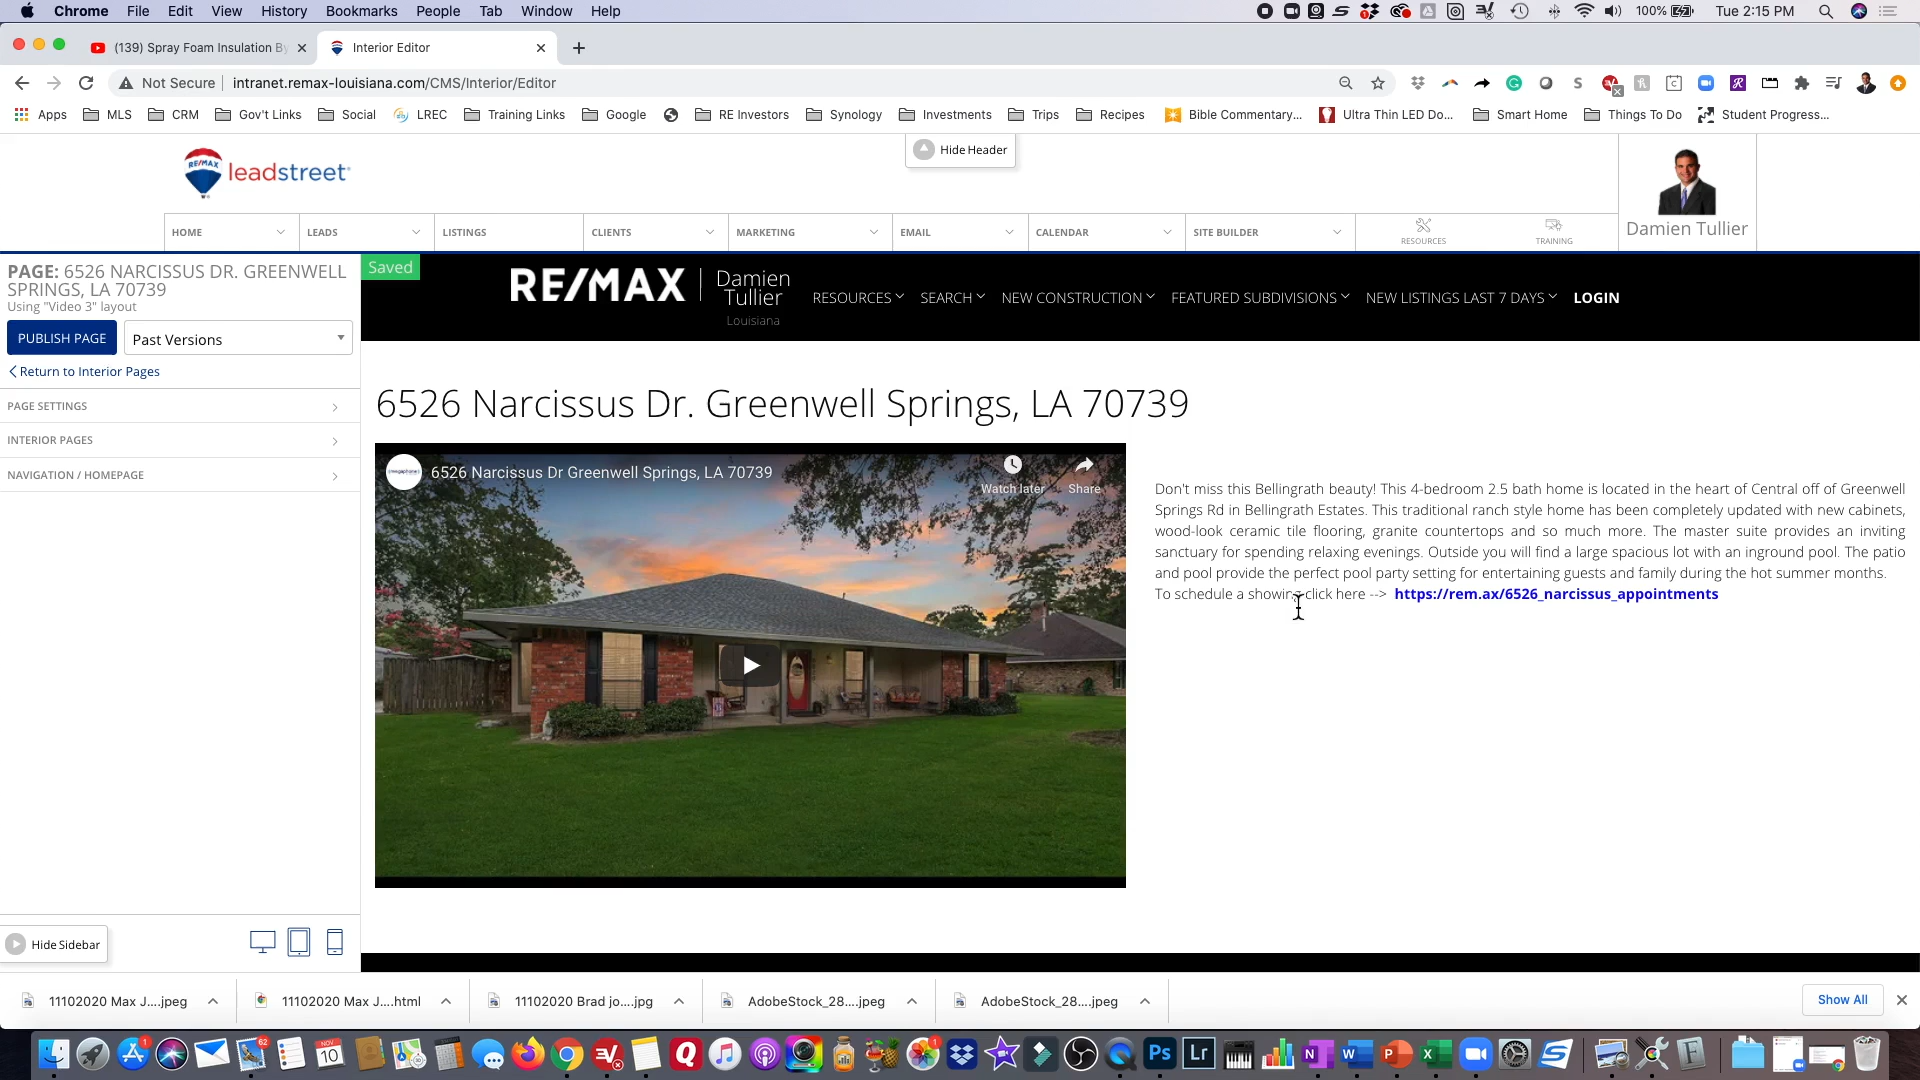 Chrome File Edit View History Bookmarks People Tab Window Help 100% Tue 2:15 PM
(139) Spray Foam Insulation By Interior Editor
Not Secure intranet.remax-louisiana.com/CMS/Interior/Editor
Apps MLS CRM Gov't Links Social LREC Training Links Google RE Investors Synology Investments Trips Recipes Bible Commentary... Ultra Thin LED Do... Smart Home Things To Do Student Progress...
Hide Header
RE/MAX leadstreet
HOME LEADS LISTINGS CLIENTS MARKETING EMAIL CALENDAR SITE BUILDER RESOURCES TRAINING Damien Tullier
PAGE: 6526 NARCISSUS DR. GREENWELL
SPRINGS, LA 70739
Using "Video 3" layout
PUBLISH PAGE Past Versions
Return to Interior Pages
PAGE SETTINGS
INTERIOR PAGES
NAVIGATION / HOMEPAGE
Hide Sidebar
Saved
RE/MAX Damien
Tullier
Louisiana
RESOURCES SEARCH NEW CONSTRUCTION FEATURED SUBDIVISIONS NEW LISTINGS LAST 7 DAYS LOGIN
6526 Narcissus Dr. Greenwell Springs, LA 70739
6526 Narcissus Dr Greenwell Springs, LA 70739
Watch later Share
Don't miss this Bellingrath beauty! This 4-bedroom 2.5 bath home is located in the heart of Central off of Greenwell
Springs Rd in Bellingrath Estates. This traditional ranch style home has been completely updated with new cabinets,
wood-look ceramic tile flooring, granite countertops and so much more. The master suite provides an inviting
sanctuary for spending relaxing evenings. Outside you will find a large spacious lot with an inground pool. The patio
and pool provide the perfect pool party setting for entertaining guests and family during the hot summer months.
To schedule a showing click here --> https://rem.ax/6526_narcissus_appointments
11102020 Max J....jpeg 11102020 Max J....html 11102020 Brad jo....jpg AdobeStock_28....jpeg AdobeStock_28....jpeg Show All
1 62 NOV 10 1 Ps Lr